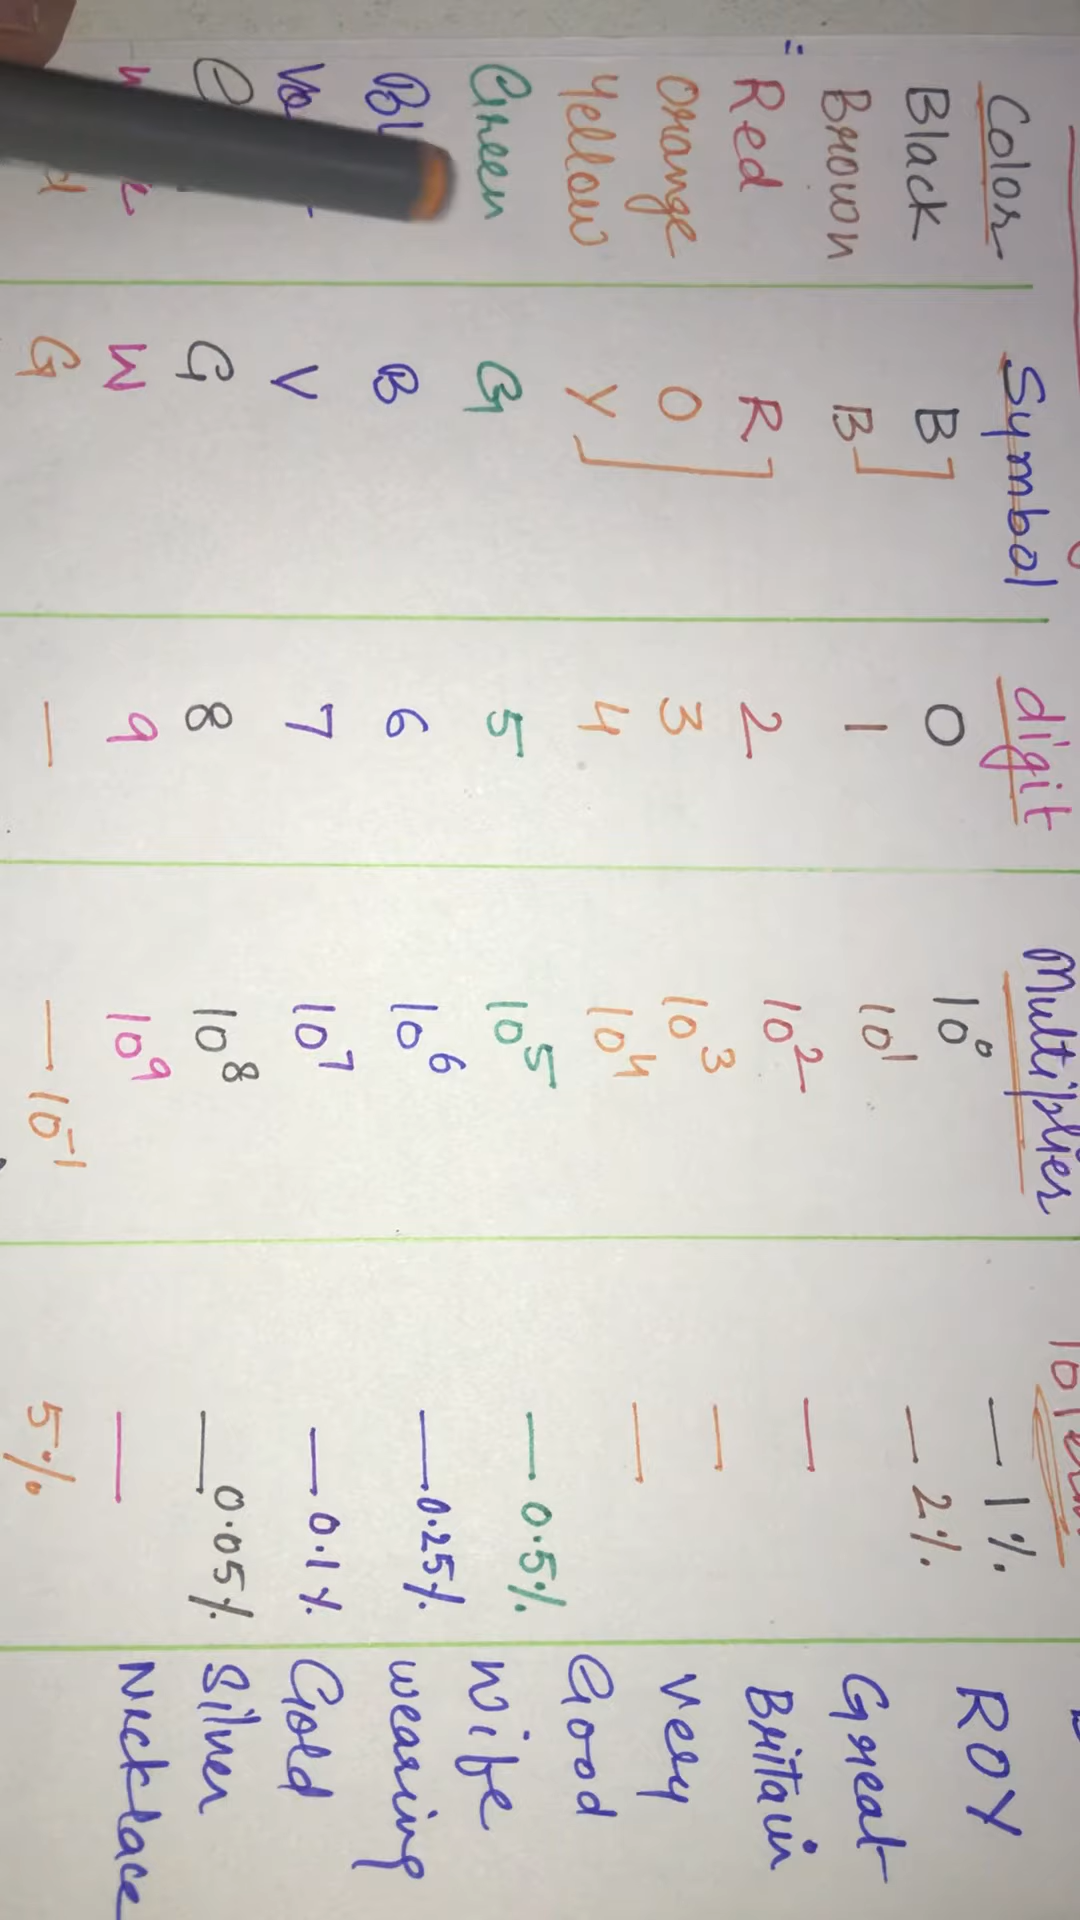 Color Symbol digit Multiplier
Black B 0 10⁰ — 1% ROY
Brown B 1 10¹ — 2% Great
Red R 2 10² — Britain
Orange O 3 10³ — Very
Yellow Y 4 10⁴ — Good
Green G 5 10⁵ — 0.5% Wife
B 6 10⁶ — 0.25% wearing
V 7 10⁷ — 0.1% Gold
G 8 10⁸ — 0.05% Silver
W 9 10⁹ — Nicklace
G — — 10⁻¹ 5%